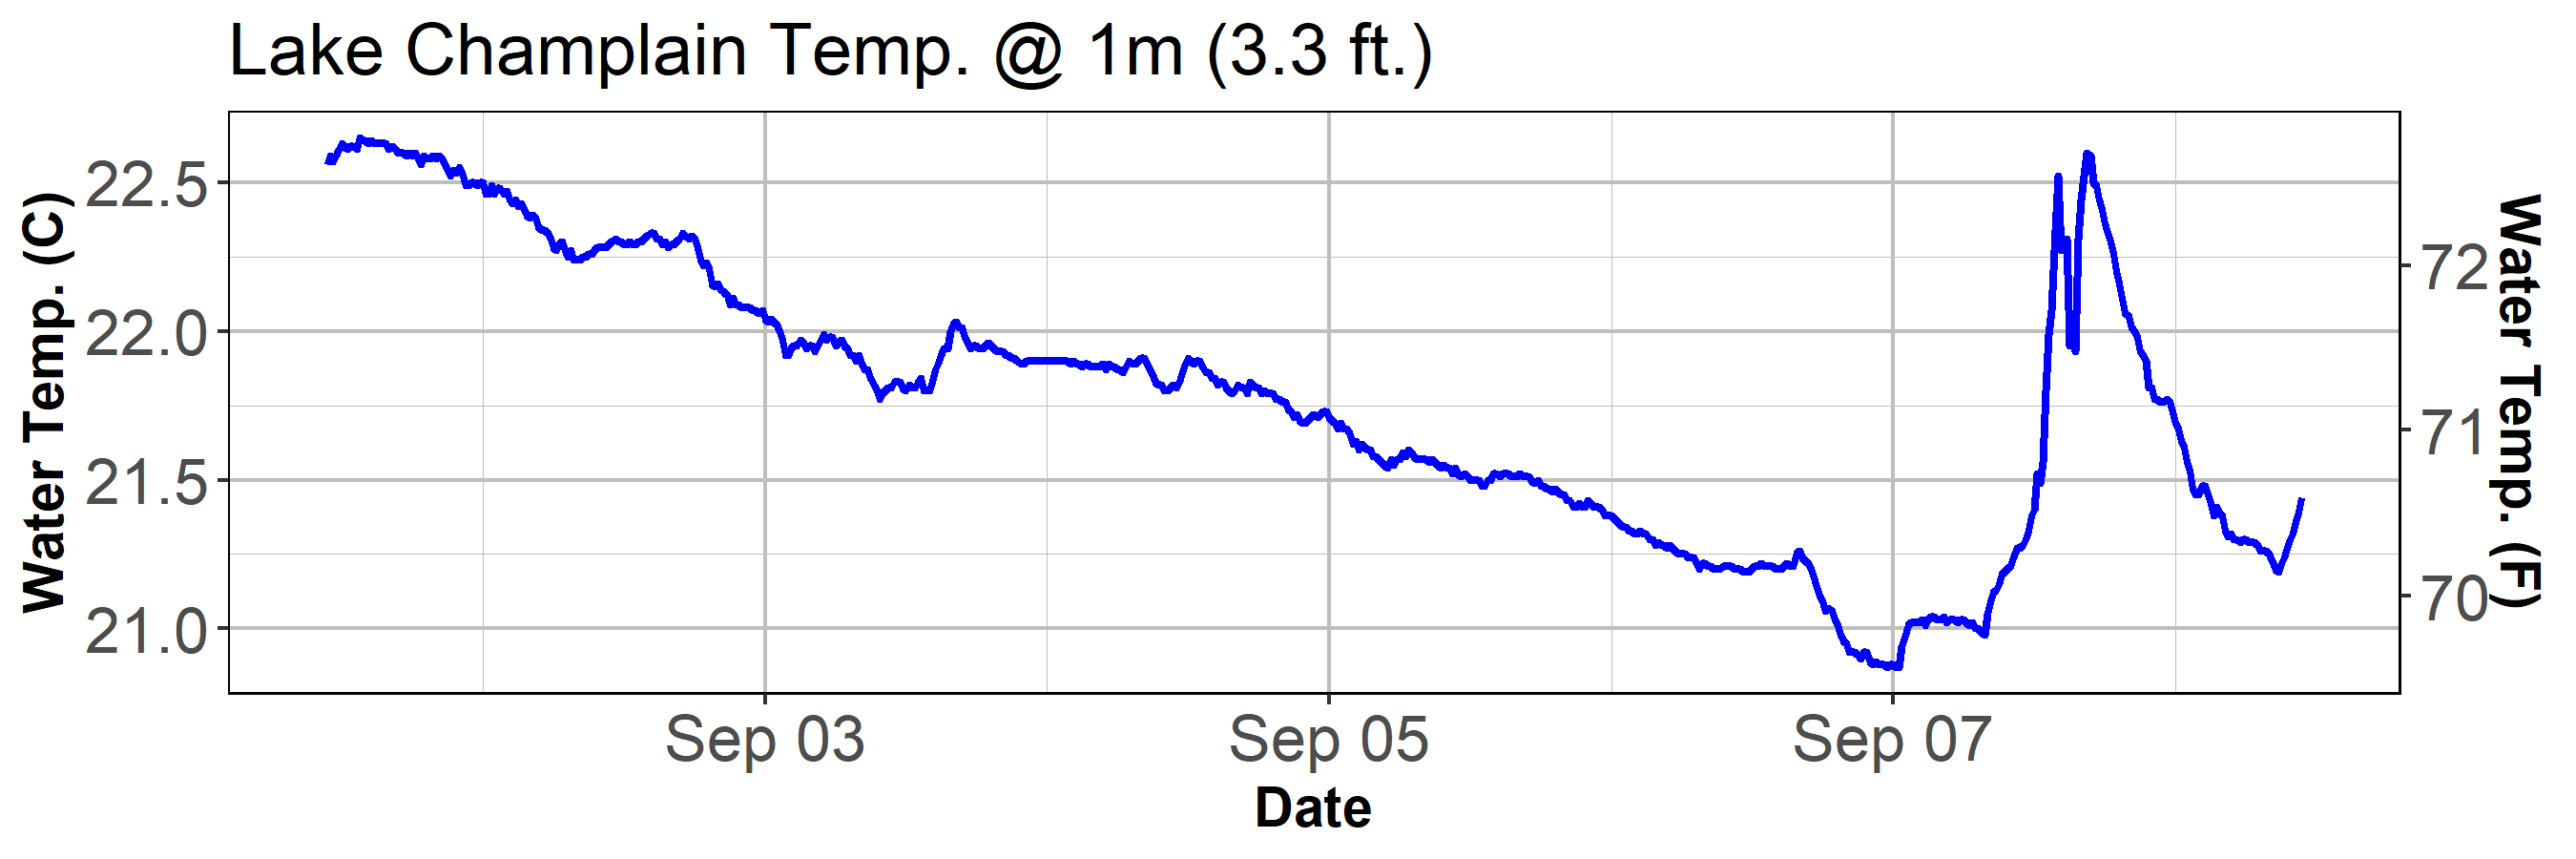 Lake Champlain Temp. @ 1m (3.3 ft.)
Water Temp. (C)
22.5
22.0
21.5
21.0
72
71
70
Water Temp. (F)
Sep 03
Sep 05
Sep 07
Date